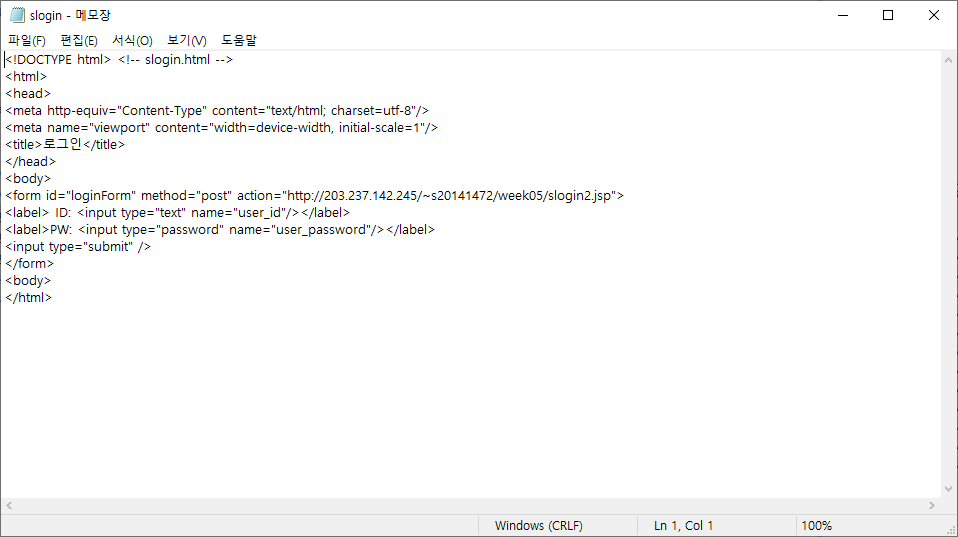 slogin - 메모장
파일(F) 편집(E) 서식(O) 보기(V) 도움말
<!DOCTYPE html> <!-- slogin.html -->
<html>
<head>
<meta http-equiv="Content-Type" content="text/html; charset=utf-8"/>
<meta name="viewport" content="width=device-width, initial-scale=1"/>
<title>로그인</title>
</head>
<body>
<form id="loginForm" method="post" action="http://203.237.142.245/~s20141472/week05/slogin2.jsp">
<label> ID: <input type="text" name="user_id"/></label>
<label>PW: <input type="password" name="user_password"/></label>
<input type="submit" />
</form>
<body>
</html>
Windows (CRLF) Ln 1, Col 1 100%